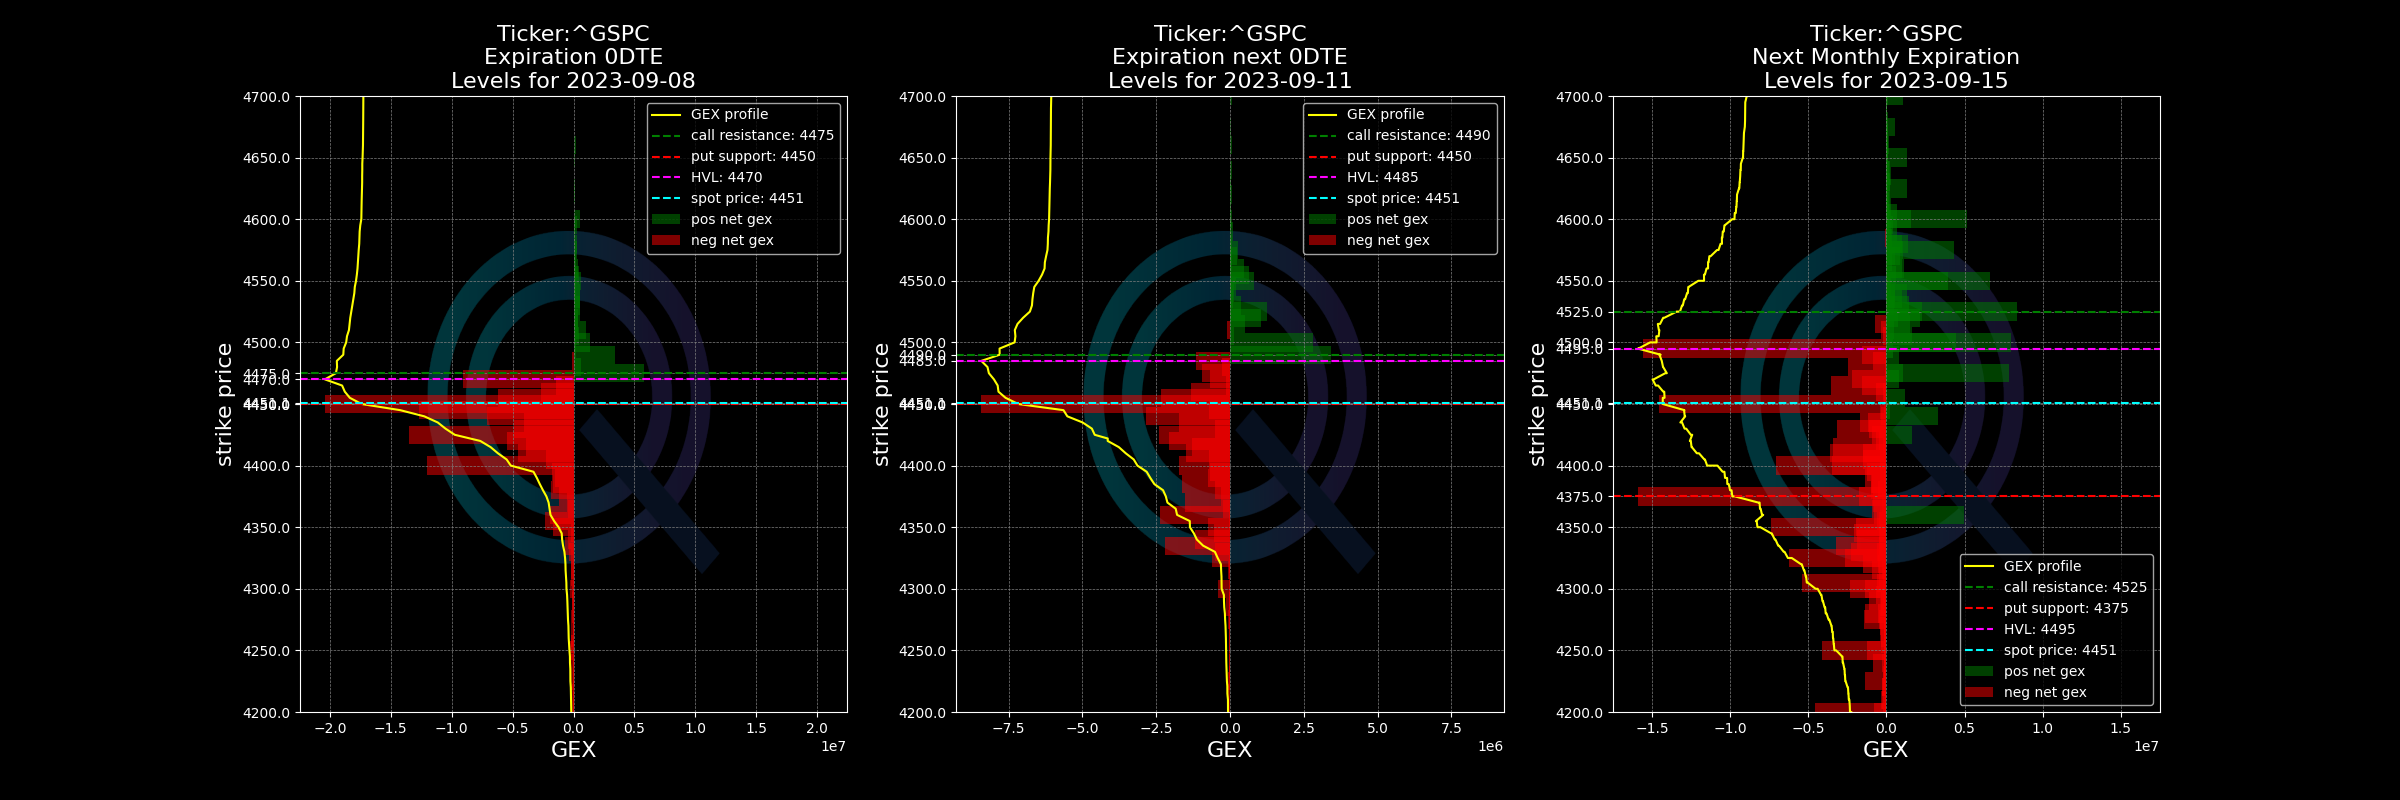 Ticker:^GSPC
Expiration 0DTE
Levels for 2023-09-08
4700.0
4650.0
4600.0
4550.0
4500.0
4475.0
4470.0
4451.1
4450.0
4400.0
4350.0
4300.0
4250.0
4200.0
strike price
GEX profile
call resistance: 4475
put support: 4450
HVL: 4470
spot price: 4451
pos net gex
neg net gex
−2.0 −1.5 −1.0 −0.5 0.0 0.5 1.0 1.5 2.0
1e7
GEX
Ticker:^GSPC
Expiration next 0DTE
Levels for 2023-09-11
4700.0
4650.0
4600.0
4550.0
4500.0
4490.0
4485.0
4451.1
4450.0
4400.0
4350.0
4300.0
4250.0
4200.0
strike price
GEX profile
call resistance: 4490
put support: 4450
HVL: 4485
spot price: 4451
pos net gex
neg net gex
−7.5 −5.0 −2.5 0.0 2.5 5.0 7.5
1e6
GEX
Ticker:^GSPC
Next Monthly Expiration
Levels for 2023-09-15
4700.0
4650.0
4600.0
4550.0
4525.0
4500.0
4495.0
4451.1
4450.0
4400.0
4375.0
4350.0
4300.0
4250.0
4200.0
strike price
GEX profile
call resistance: 4525
put support: 4375
HVL: 4495
spot price: 4451
pos net gex
neg net gex
−1.5 −1.0 −0.5 0.0 0.5 1.0 1.5
1e7
GEX